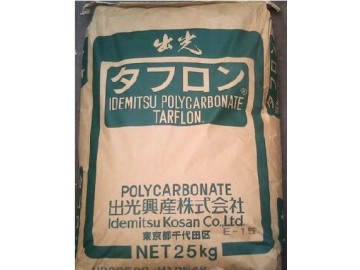 出光
タフロン®
IDEMITSU POLYCARBONATE
TARFLON
POLYCARBONATE
出光興産株式会社
Idemitsu Kosan Co.,Ltd.
東京都千代田区
NET 25kg